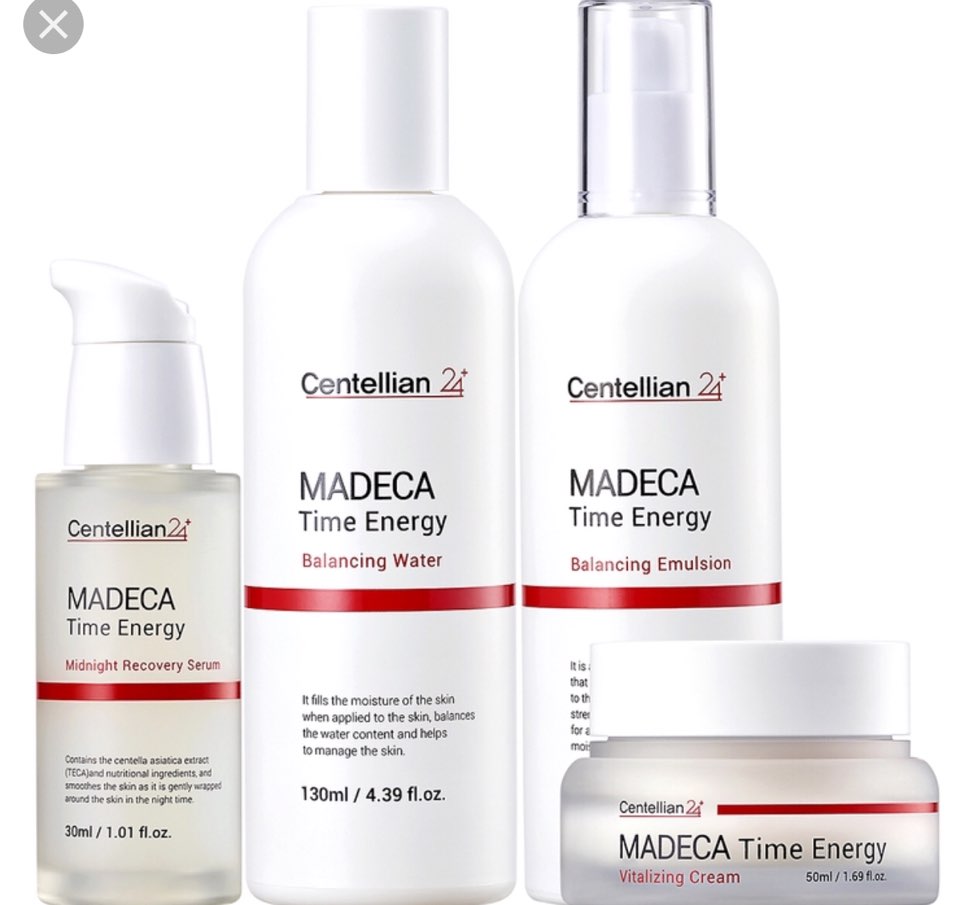 Centellian 24+
MADECA
Time Energy
Midnight Recovery Serum
Contains the centella asiatica extract
(TECA)and nutritional ingredients, and
smoothes the skin as it is gently wrapped
around the skin in the night time.
30ml / 1.01 fl.oz.
Centellian 24+
MADECA
Time Energy
Balancing Water
It fills the moisture of the skin
when applied to the skin, balances
the water content and helps
to manage the skin.
130ml / 4.39 fl.oz.
Centellian 24+
MADECA
Time Energy
Balancing Emulsion
It is
that
to
for
Centellian 24+
MADECA Time Energy
Vitalizing Cream
50ml / 1.69 fl.oz.